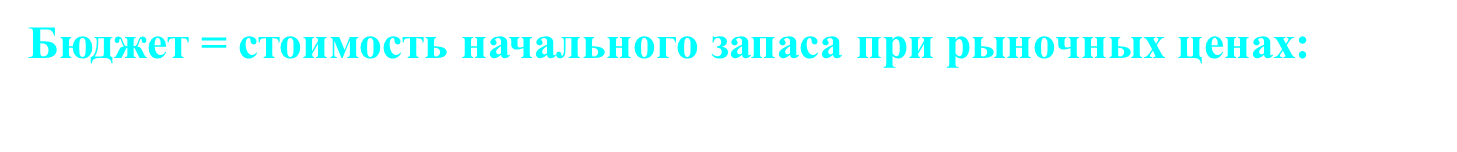 Бюджет = стоимость начального запаса при рыночных ценах: